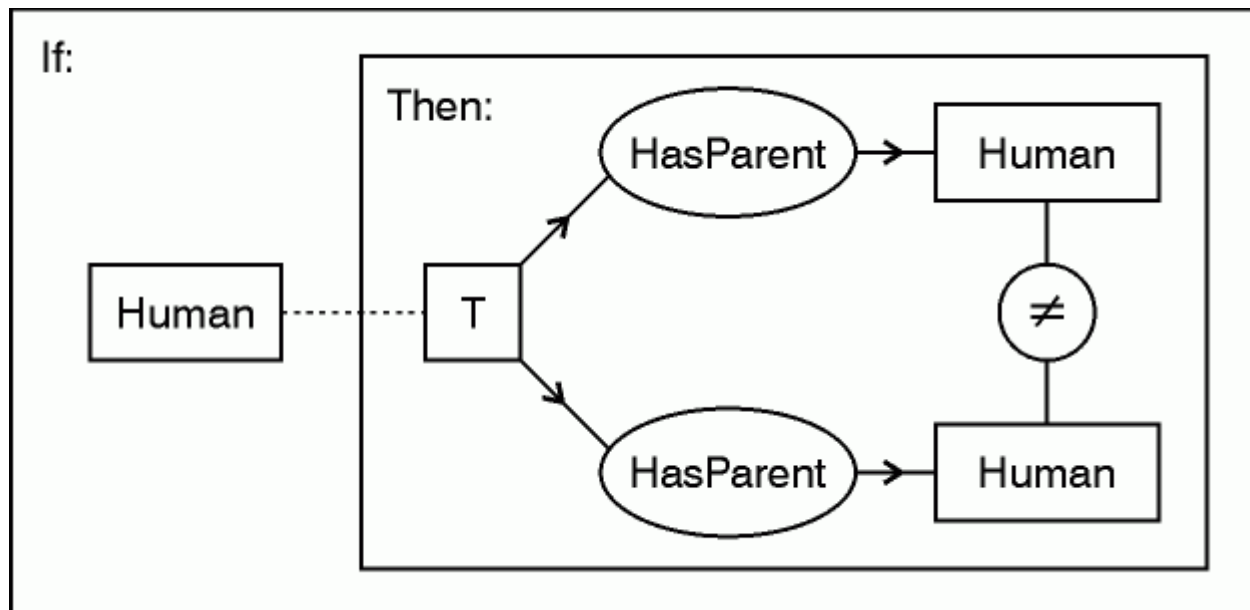 If:
Then:
HasParent
Human
Human
T
≠
HasParent
Human